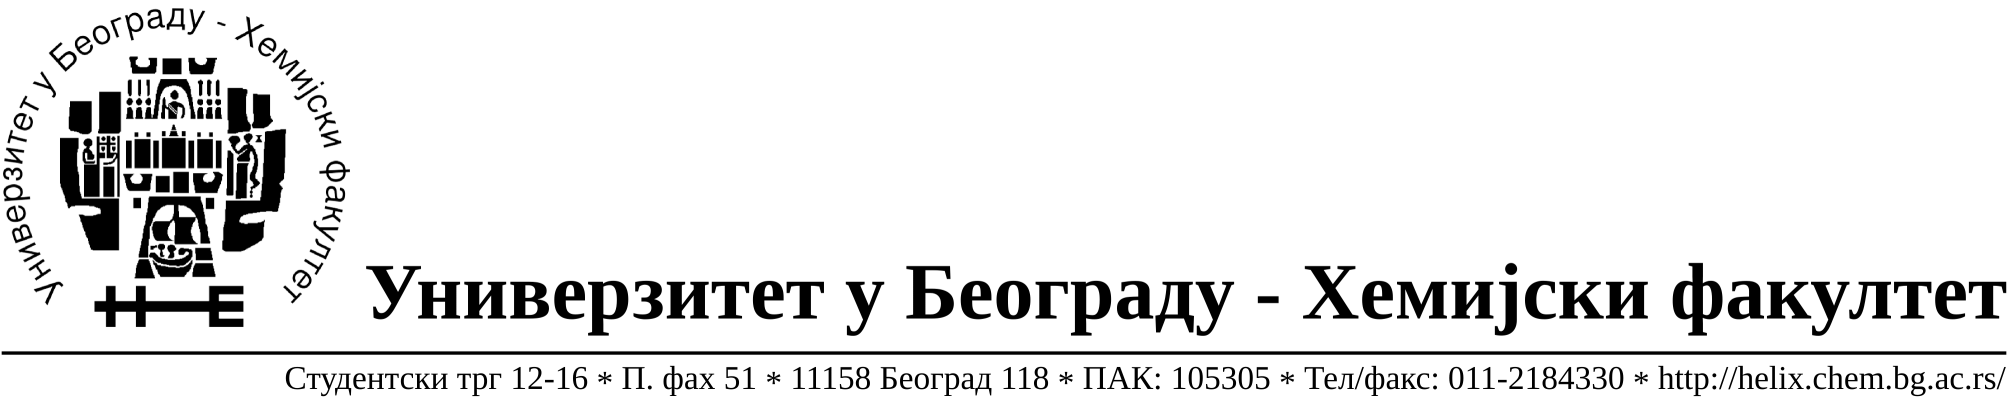 Универзитет у Београду - Хемијски факултет
Универзитет у Београду - Хемијски факултет
Студентски трг 12-16 * П. фах 51 * 11158 Београд 118 * ПАК: 105305 * Тел/факс: 011-2184330 * http://helix.chem.bg.ac.rs/